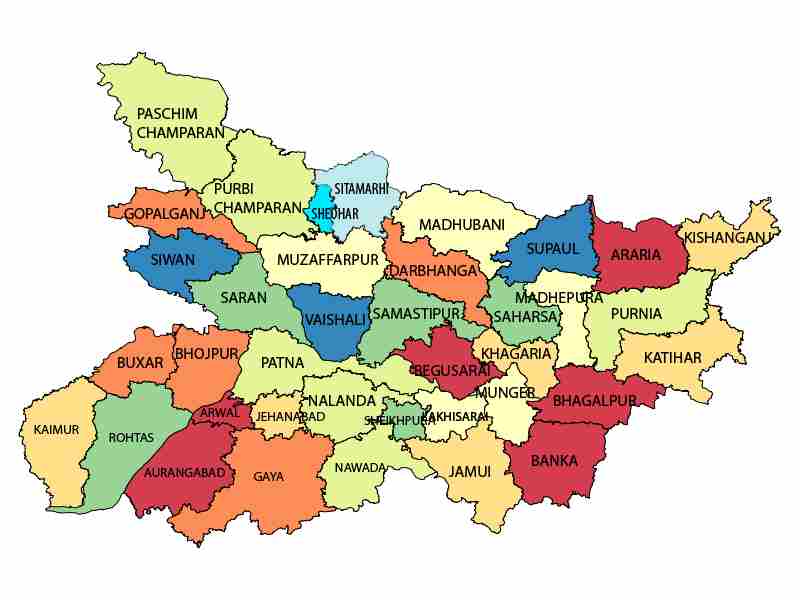 PASCHIM
CHAMPARAN
PURBI
CHAMPARAN
SITAMARHI
SHEOHAR
GOPALGANJ
MADHUBANI
SUPAUL
ARARIA
KISHANGANJ
SIWAN
MUZAFFARPUR
DARBHANGA
SARAN
VAISHALI
SAMASTIPUR
MADHEPURA
SAHARSA
PURNIA
BUXAR
BHOJPUR
PATNA
BEGUSARAI
KHAGARIA
KATIHAR
NALANDA
MUNGER
BHAGALPUR
KAIMUR
ROHTAS
ARWAL
JEHANABAD
SHEIKHPURA
LAKHISARAI
AURANGABAD
GAYA
NAWADA
JAMUI
BANKA